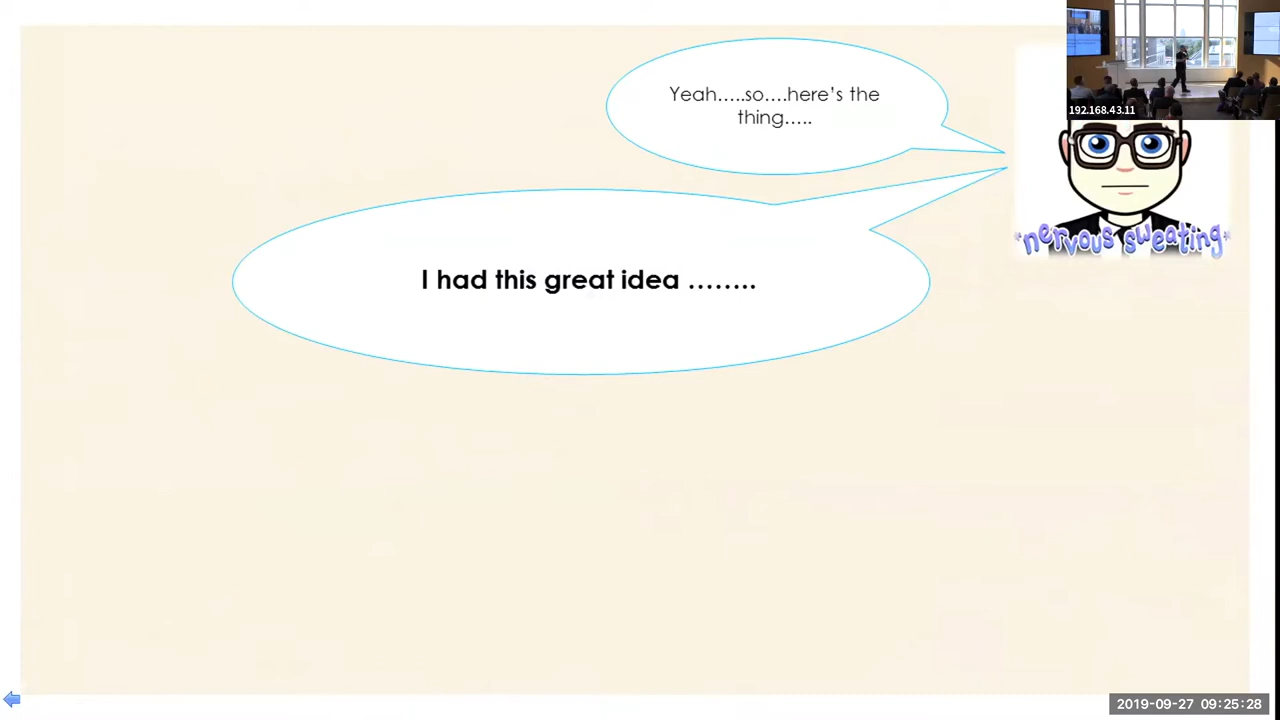 Yeah…..so….here’s the
thing…..
192.168.43.11
*nervous sweating*
I had this great idea ……..
2019-09-27 09:25:28